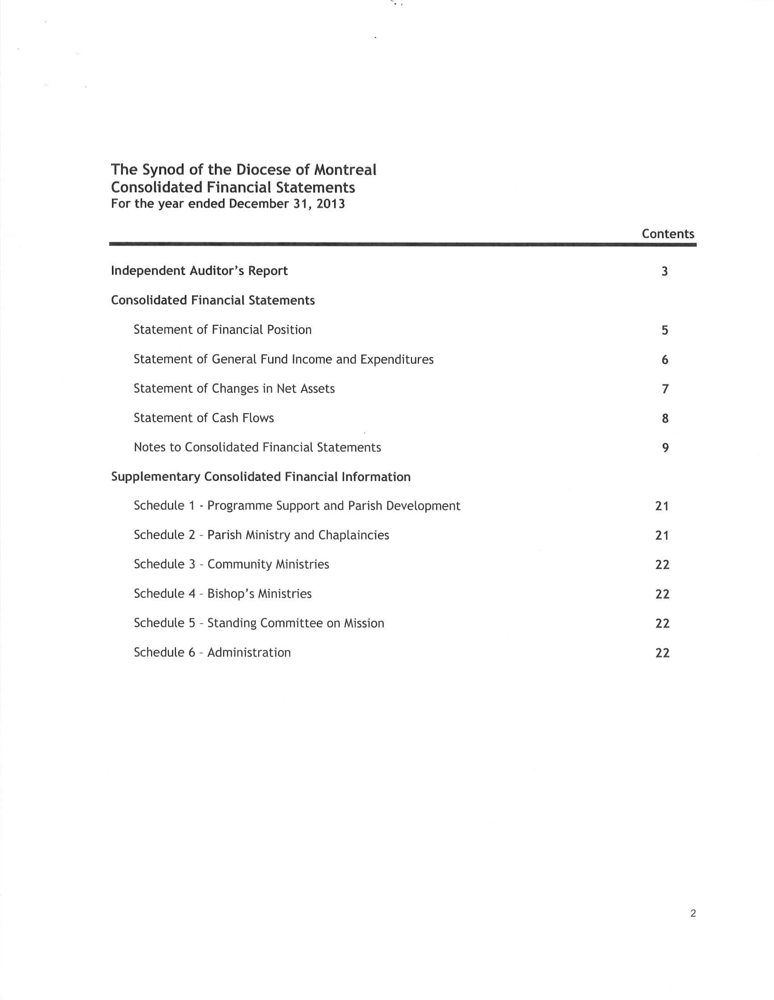 The Synod of the Diocese of Montreal
Consolidated Financial Statements
For the year ended December 31, 2013
Contents
Independent Auditor's Report 3
Consolidated Financial Statements
Statement of Financial Position 5
Statement of General Fund Income and Expenditures 6
Statement of Changes in Net Assets 7
Statement of Cash Flows 8
Notes to Consolidated Financial Statements 9
Supplementary Consolidated Financial Information
Schedule 1 - Programme Support and Parish Development 21
Schedule 2 - Parish Ministry and Chaplaincies 21
Schedule 3 - Community Ministries 22
Schedule 4 - Bishop's Ministries 22
Schedule 5 - Standing Committee on Mission 22
Schedule 6 - Administration 22
2